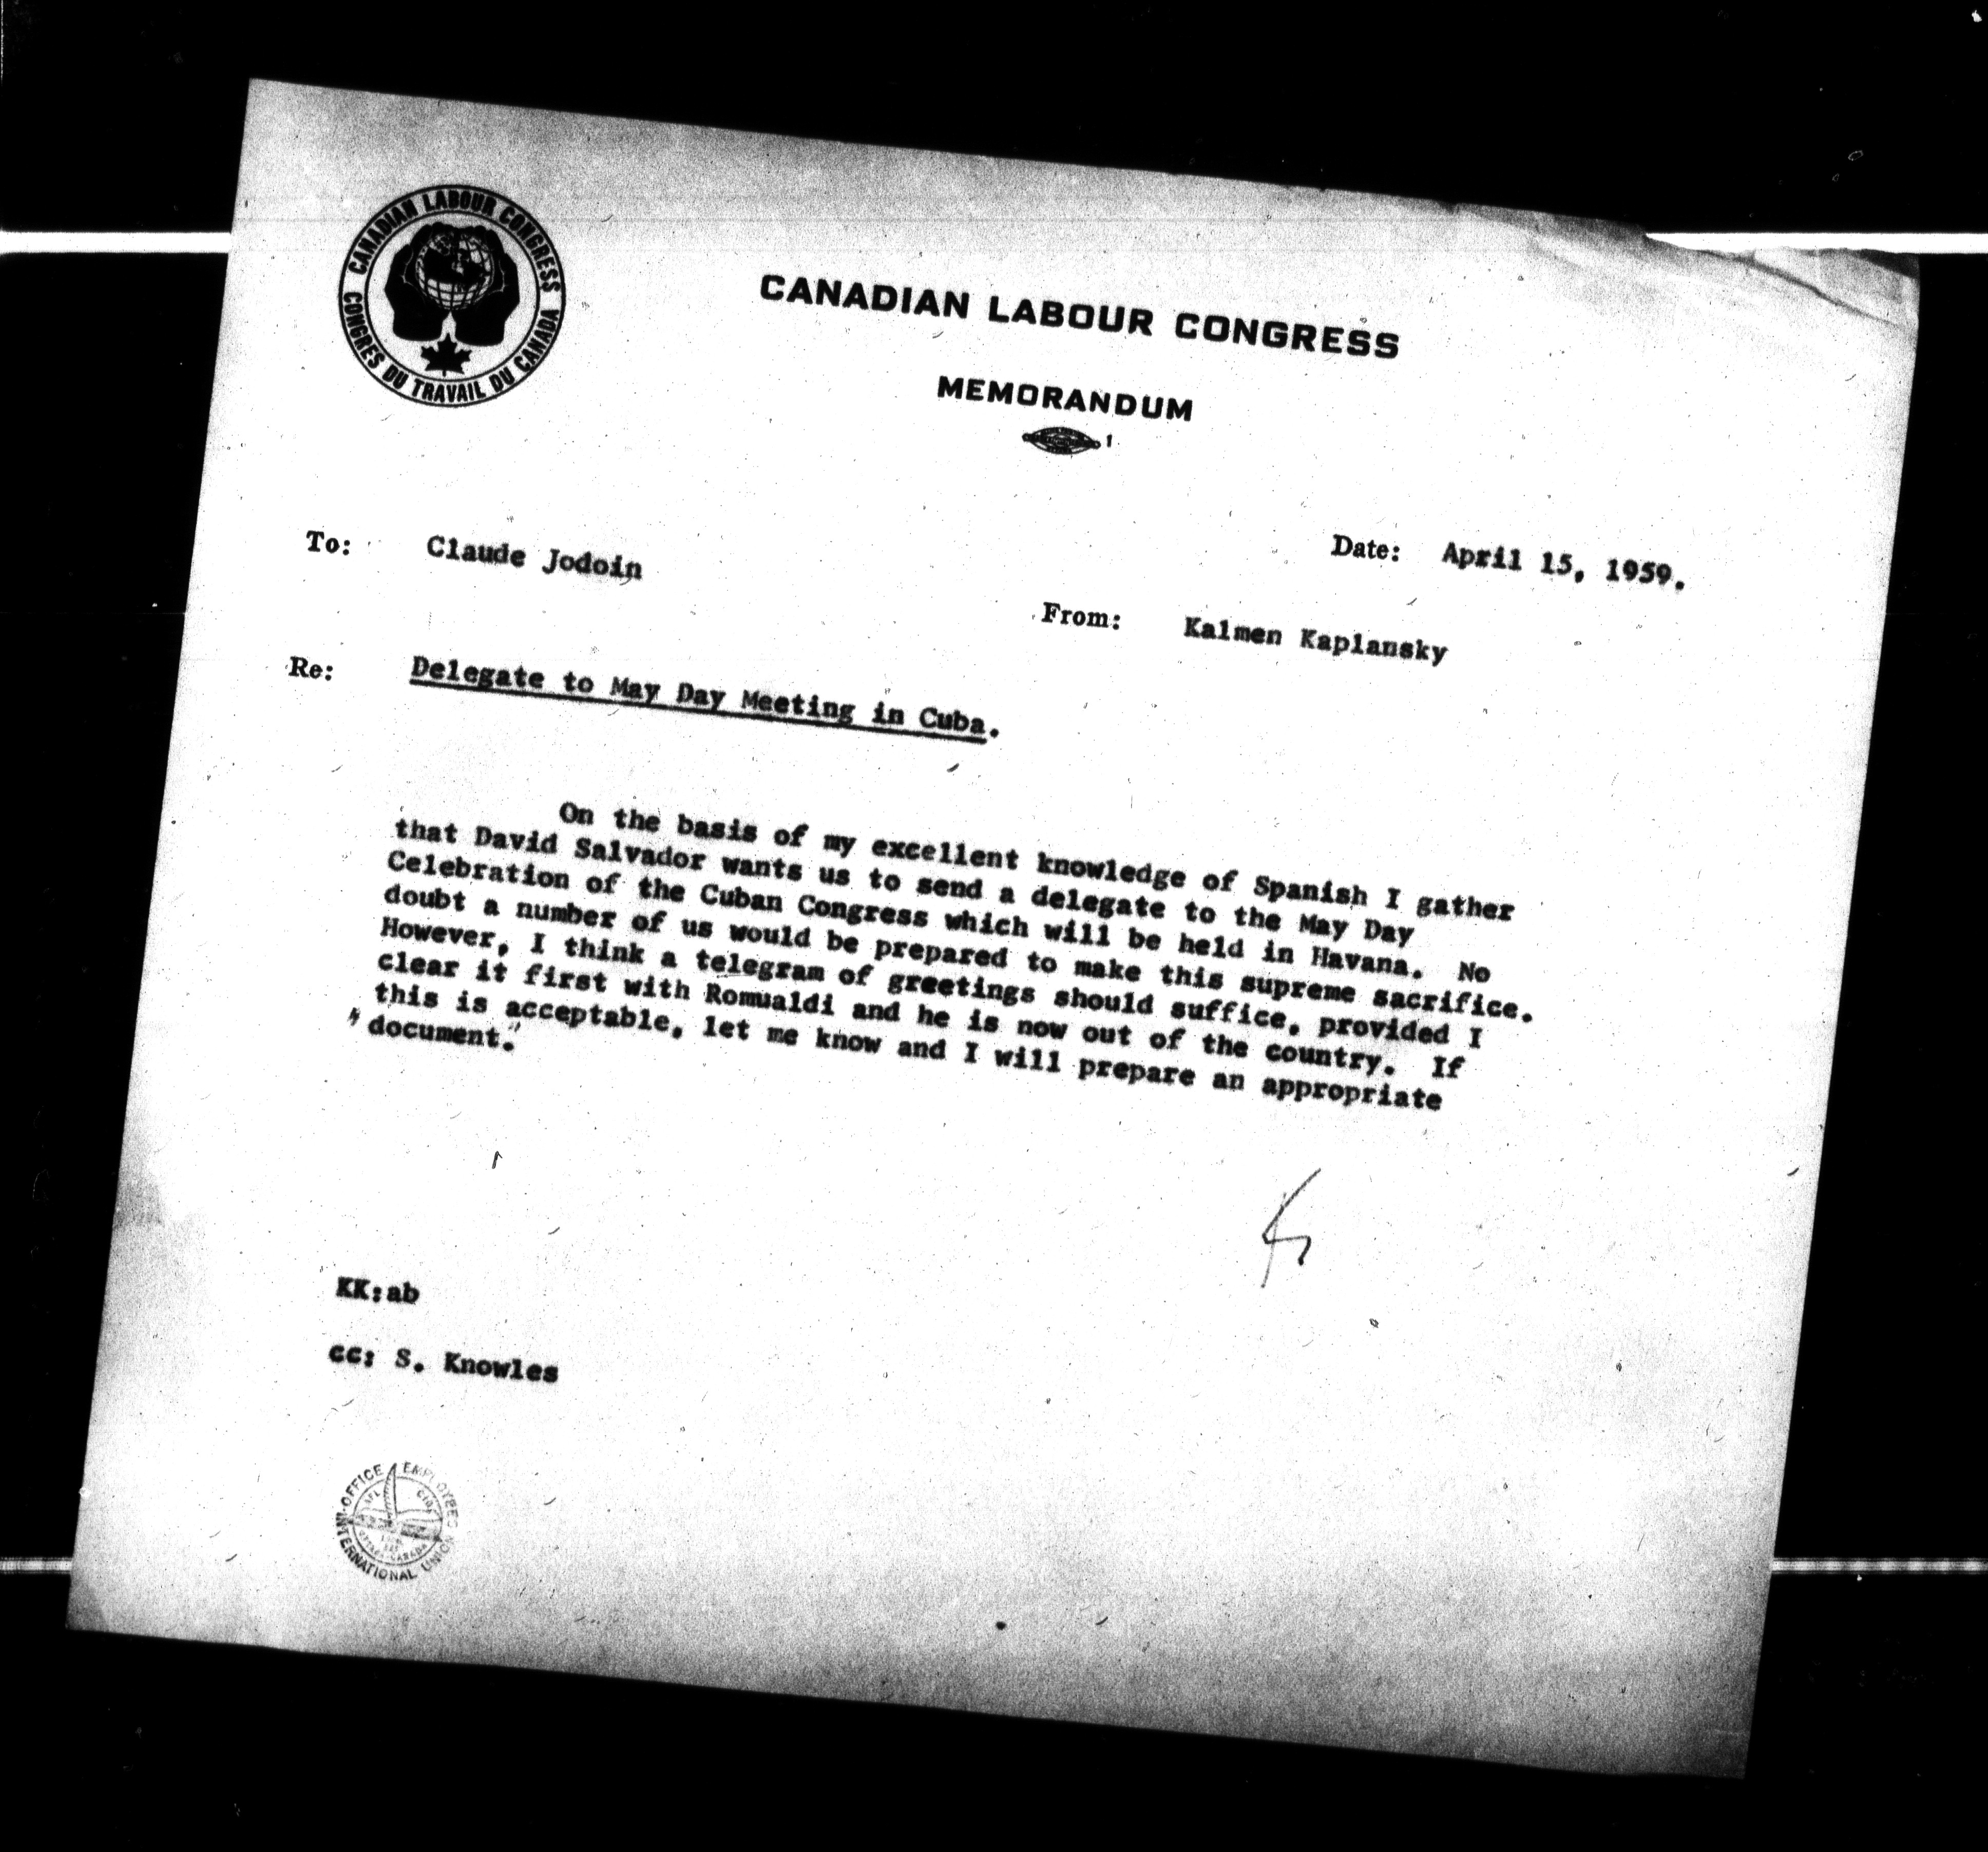 CANADIAN LABOUR CONGRESS
CONGRÈS DU TRAVAIL DU CANADA
CANADIAN LABOUR CONGRESS
MEMORANDUM
Date: April 15, 1959.
To: Claude Jodoin
From: Kalmen Kaplansky
Re: Delegate to May Day Meeting in Cuba.
On the basis of my excellent knowledge of Spanish I gather
that David Salvador wants us to send a delegate to the May Day
Celebration of the Cuban Congress which will be held in Havana. No
doubt a number of us would be prepared to make this supreme sacrifice.
However, I think a telegram of greetings should suffice, provided I
clear it first with Romualdi and he is now out of the country. If
this is acceptable, let me know and I will prepare an appropriate
"document."
KK:ab
cc: S. Knowles
OFFICE EMPLOYEES
INTERNATIONAL UNION